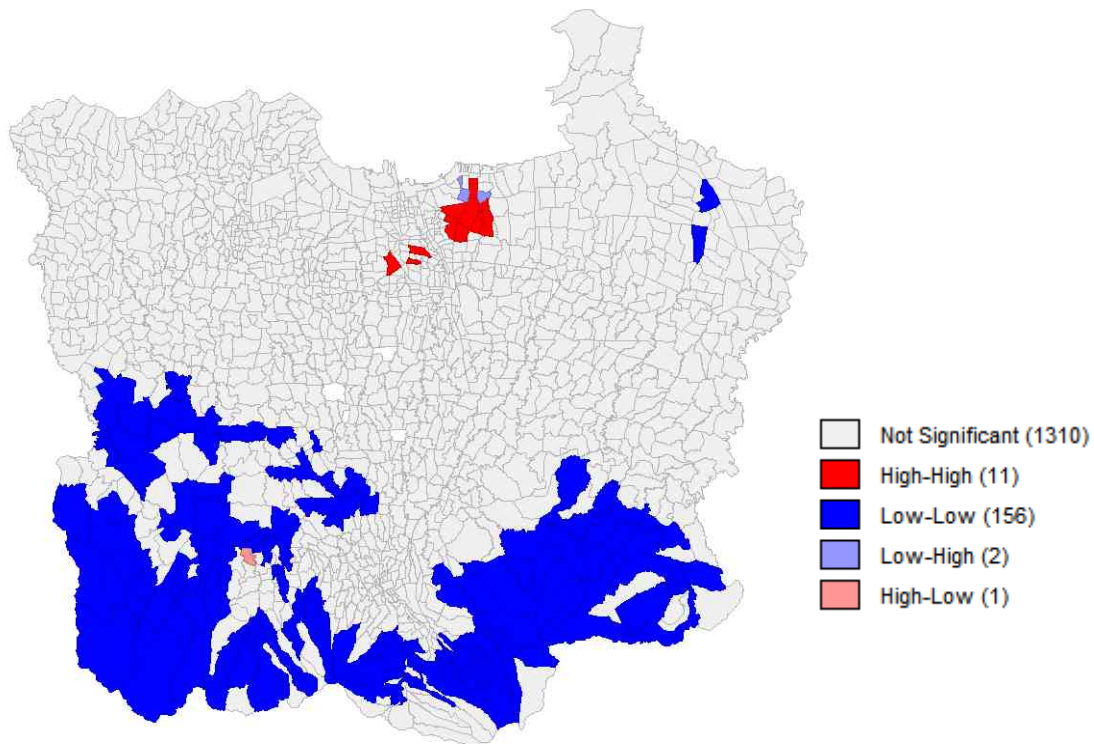 Not Significant (1310)
High-High (11)
Low-Low (156)
Low-High (2)
High-Low (1)